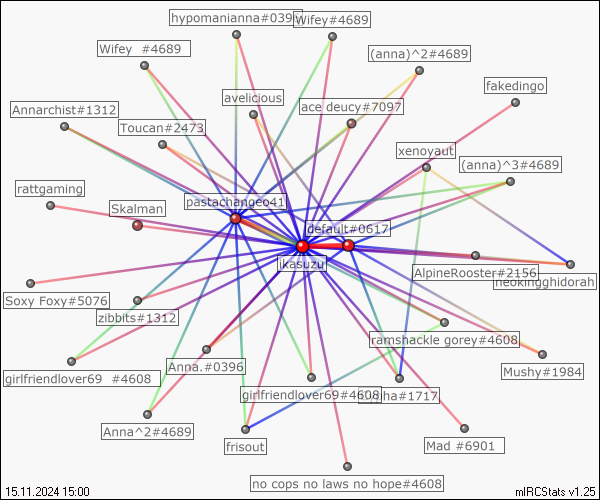 hypomanianna#0396
Wifey#4689
Wifey  #4689
(anna)^2#4689
fakedingo
avelicious
ace deucy#7097
Annarchist#1312
Toucan#2473
xenoyaut
(anna)^3#4689
rattgaming
pastachangeo41
Skalman
default#0617
ikasuzu
AlpineRooster#2156
neokingghidorah
Soxy Foxy#5076
zibbits#1312
ramshackle gorey#4608
Anna.#0396
Mushy#1984
girlfriendlover69  #4608
girlfriendlover69#4608
#1717
Anna^2#4689
frisout
Mad #6901
no cops no laws no hope#4608
15.11.2024 15:00
mIRCStats v1.25